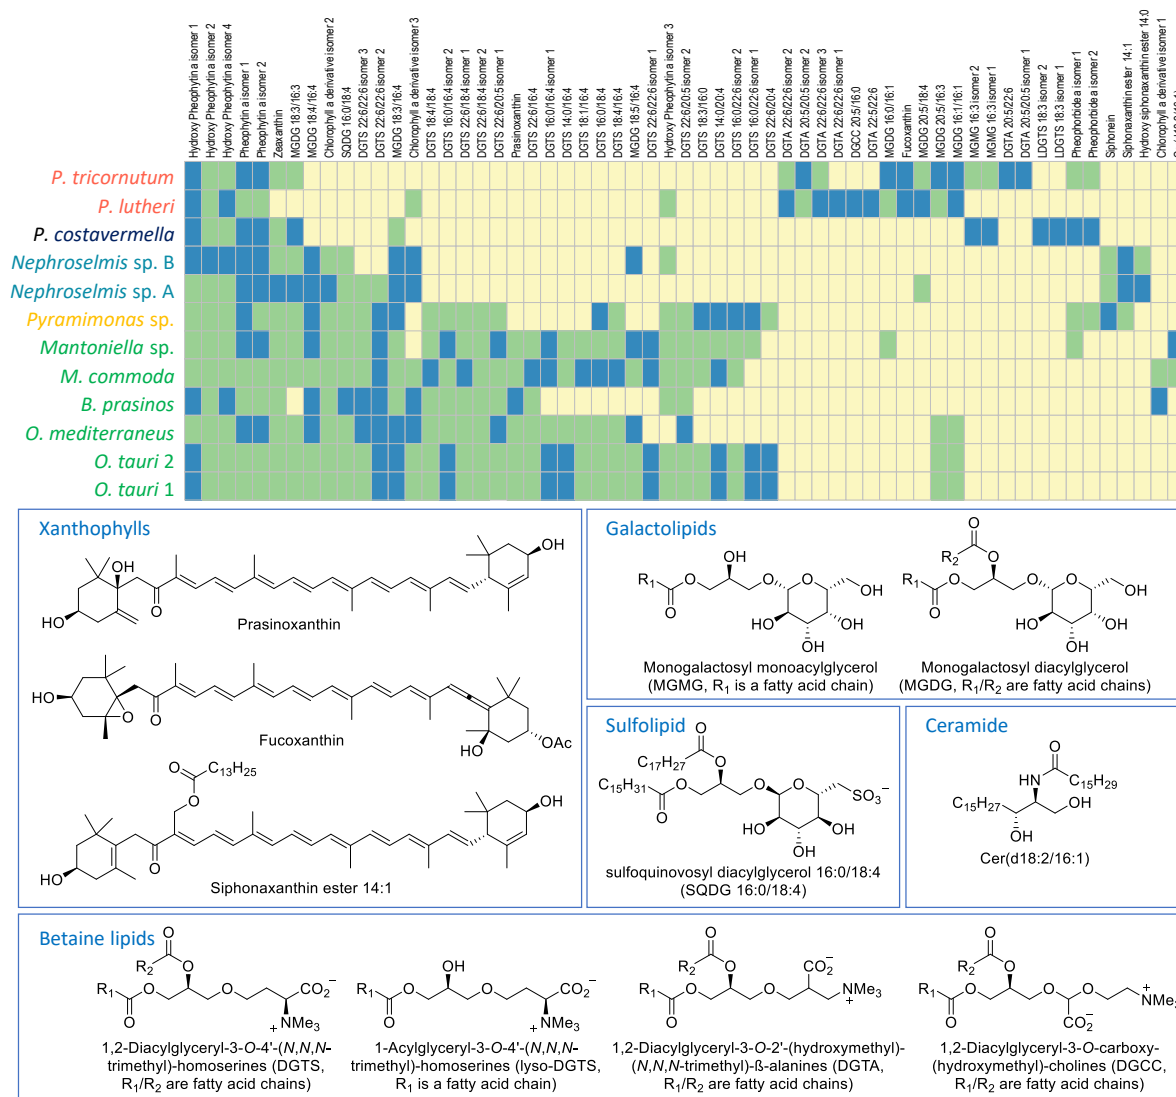 Hydroxy Pheophytin a isomer 1
Hydroxy Pheophytin a isomer 2
Hydroxy Pheophytin a isomer 4
Pheophytin a isomer 1
Pheophytin a isomer 2
Zeaxanthin
MGDG 18:3/16:3
MGDG 18:4/16:4
Chlorophyll a derivative isomer 2
SQDG 16:0/18:4
DGTS 22:6/22:6 isomer 3
DGTS 22:6/22:6 isomer 2
MGDG 18:3/16:4
Chlorophyll a derivative isomer 3
DGTS 18:4/18:4
DGTS 16:0/16:4 isomer 2
DGTS 22:6/18:4 isomer 1
DGTS 22:6/18:4 isomer 2
DGTS 22:6/20:5 isomer 1
Prasinoxanthin
DGTS 22:6/16:4
DGTS 16:0/16:4 isomer 1
DGTS 14:0/16:4
DGTS 18:1/16:4
DGTS 16:0/18:4
DGTS 18:4/16:4
MGDG 18:5/16:4
DGTS 22:6/22:6 isomer 1
Hydroxy Pheophytin a isomer 3
DGTS 22:6/20:5 isomer 2
DGTS 18:3/16:0
DGTS 14:0/20:4
DGTS 16:0/22:6 isomer 2
DGTS 16:0/22:6 isomer 1
DGTS 22:6/20:4
DGTA 22:6/22:6 isomer 2
DGTA 20:5/20:5 isomer 2
DGTA 22:6/22:6 isomer 3
DGTA 22:6/22:6 isomer 1
DGCC 20:5/16:0
DGTA 22:5/22:6
MGDG 16:0/16:1
Fucoxanthin
MGDG 20:5/18:4
MGDG 20:5/16:3
MGDG 16:1/16:1
MGMG 16:3 isomer 2
MGMG 16:3 isomer 1
DGTA 20:5/22:6
DGTA 20:5/20:5 isomer 1
LDGTS 18:3 isomer 2
LDGTS 18:3 isomer 1
Pheophorbide a isomer 1
Pheophorbide a isomer 2
Siphonein
Siphonaxanthin ester 14:1
Hydroxy siphonaxanthin ester 14:0
Chlorophyll a derivative isomer 1
P. tricornutum
P. lutheri
P. costavermella
Nephroselmis sp. B
Nephroselmis sp. A
Pyramimonas sp.
Mantoniella sp.
M. commoda
B. prasinos
O. mediterraneus
O. tauri 2
O. tauri 1
Xanthophylls
OH
OH
O
HO
Prasinoxanthin
HO
O
O
HO
OAc
Fucoxanthin
O
C13H25
O
OH
O
HO
Siphonaxanthin ester 14:1
Galactolipids
OH
R1
O
O
O
O
OH
HO
OH
OH
Monogalactosyl monoacylglycerol
(MGMG, R1 is a fatty acid chain)
O
R2
O
R1
O
O
O
O
OH
HO
OH
OH
Monogalactosyl diacylglycerol
(MGDG, R1/R2 are fatty acid chains)
Sulfolipid
O
C17H27
O
C15H31
O
O
O
O
SO3−
HO
OH
OH
sulfoquinovosyl diacylglycerol 16:0/18:4
(SQDG 16:0/18:4)
Ceramide
O
HN
C15H29
C15H27
OH
OH
Cer(d18:2/16:1)
Betaine lipids
O
R2
O
R1
O
O
O
CO2−
+NMe3
1,2-Diacylglyceryl-3-O-4'-(N,N,N-
trimethyl)-homoserines (DGTS,
R1/R2 are fatty acid chains)
OH
R1
O
O
O
CO2−
+NMe3
1-Acylglyceryl-3-O-4'-(N,N,N-
trimethyl)-homoserines (lyso-DGTS,
R1 is a fatty acid chain)
O
R2
O
CO2−
R1
O
O
O
NMe3
+
1,2-Diacylglyceryl-3-O-2'-(hydroxymethyl)-
(N,N,N-trimethyl)-ß-alanines (DGTA,
R1/R2 are fatty acid chains)
O
R2
O
R1
O
O
O
O
CO2−
+
NMe3
1,2-Diacylglyceryl-3-O-carboxy-
(hydroxymethyl)-cholines (DGCC,
R1/R2 are fatty acid chains)